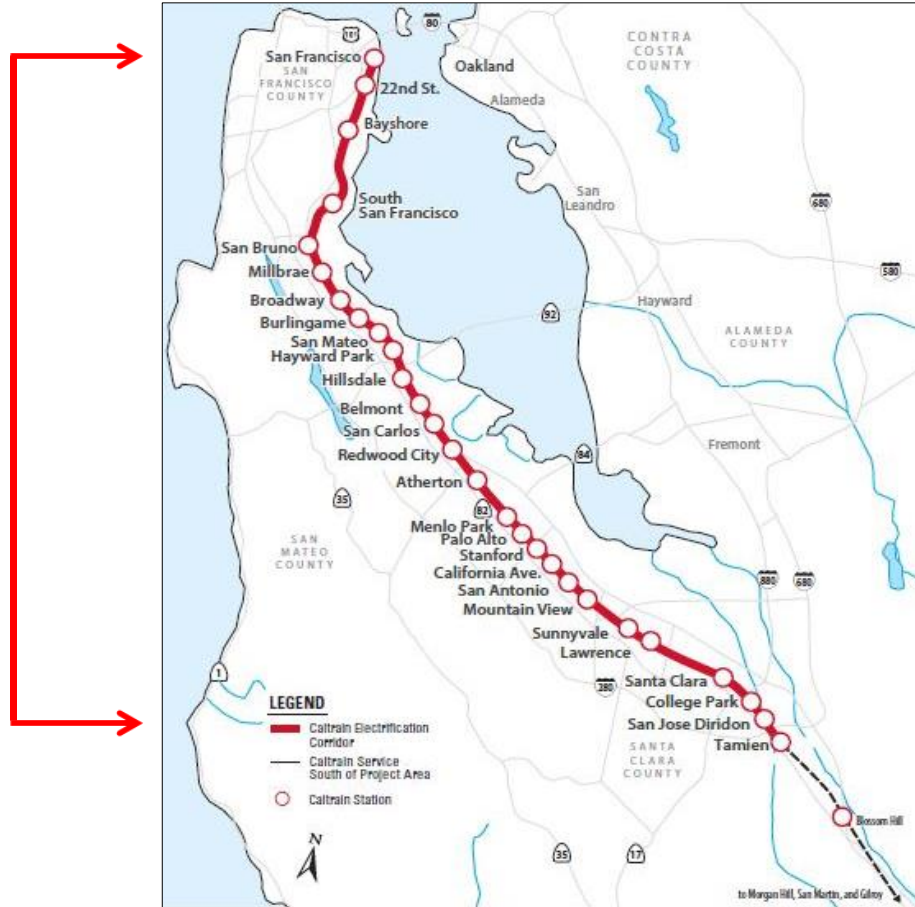 101
80
San Francisco
SAN
FRANCISCO
COUNTY
CONTRA
COSTA
COUNTY
Oakland
22nd St.
Alameda
Bayshore
South
San Francisco
San
Leandro
680
San Bruno
Millbrae
580
Broadway
Hayward
92
Burlingame
San Mateo
Hayward Park
ALAMEDA
COUNTY
Hillsdale
Belmont
San Carlos
Redwood City
Fremont
84
Atherton
35
82
Menlo Park
Palo Alto
Stanford
SAN
MATEO
COUNTY
California Ave.
880
680
San Antonio
Mountain View
Sunnyvale
Lawrence
1
280
Santa Clara
College Park
San Jose Diridon
Tamien
SANTA
CLARA
COUNTY
LEGEND
Caltrain Electrification
Corridor
Caltrain Service
South of Project Area
Caltrain Station
Blossom Hill
N
35
17
to Morgan Hill, San Martin, and Gilroy